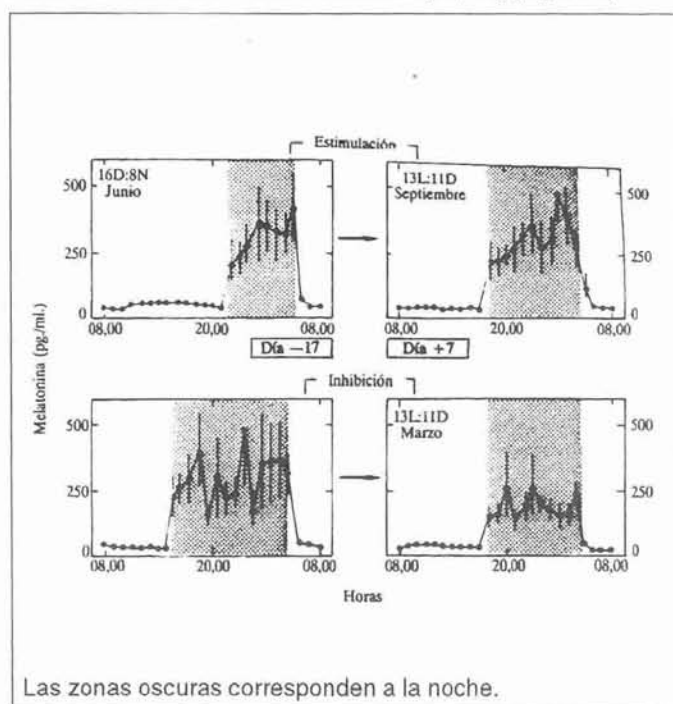 Estimulación
16D:8N
Junio
13L:11D
Septiembre
500
250
0
500
250
0
08,00
20,00
08,00
08,00
20,00
08,00
Día —17
Día +7
Inhibición
13L:11D
Marzo
500
250
0
500
250
0
08,00
20,00
08,00
08,00
20,00
08,00
Melatonina (pg./ml.)
Horas
Las zonas oscuras corresponden a la noche.